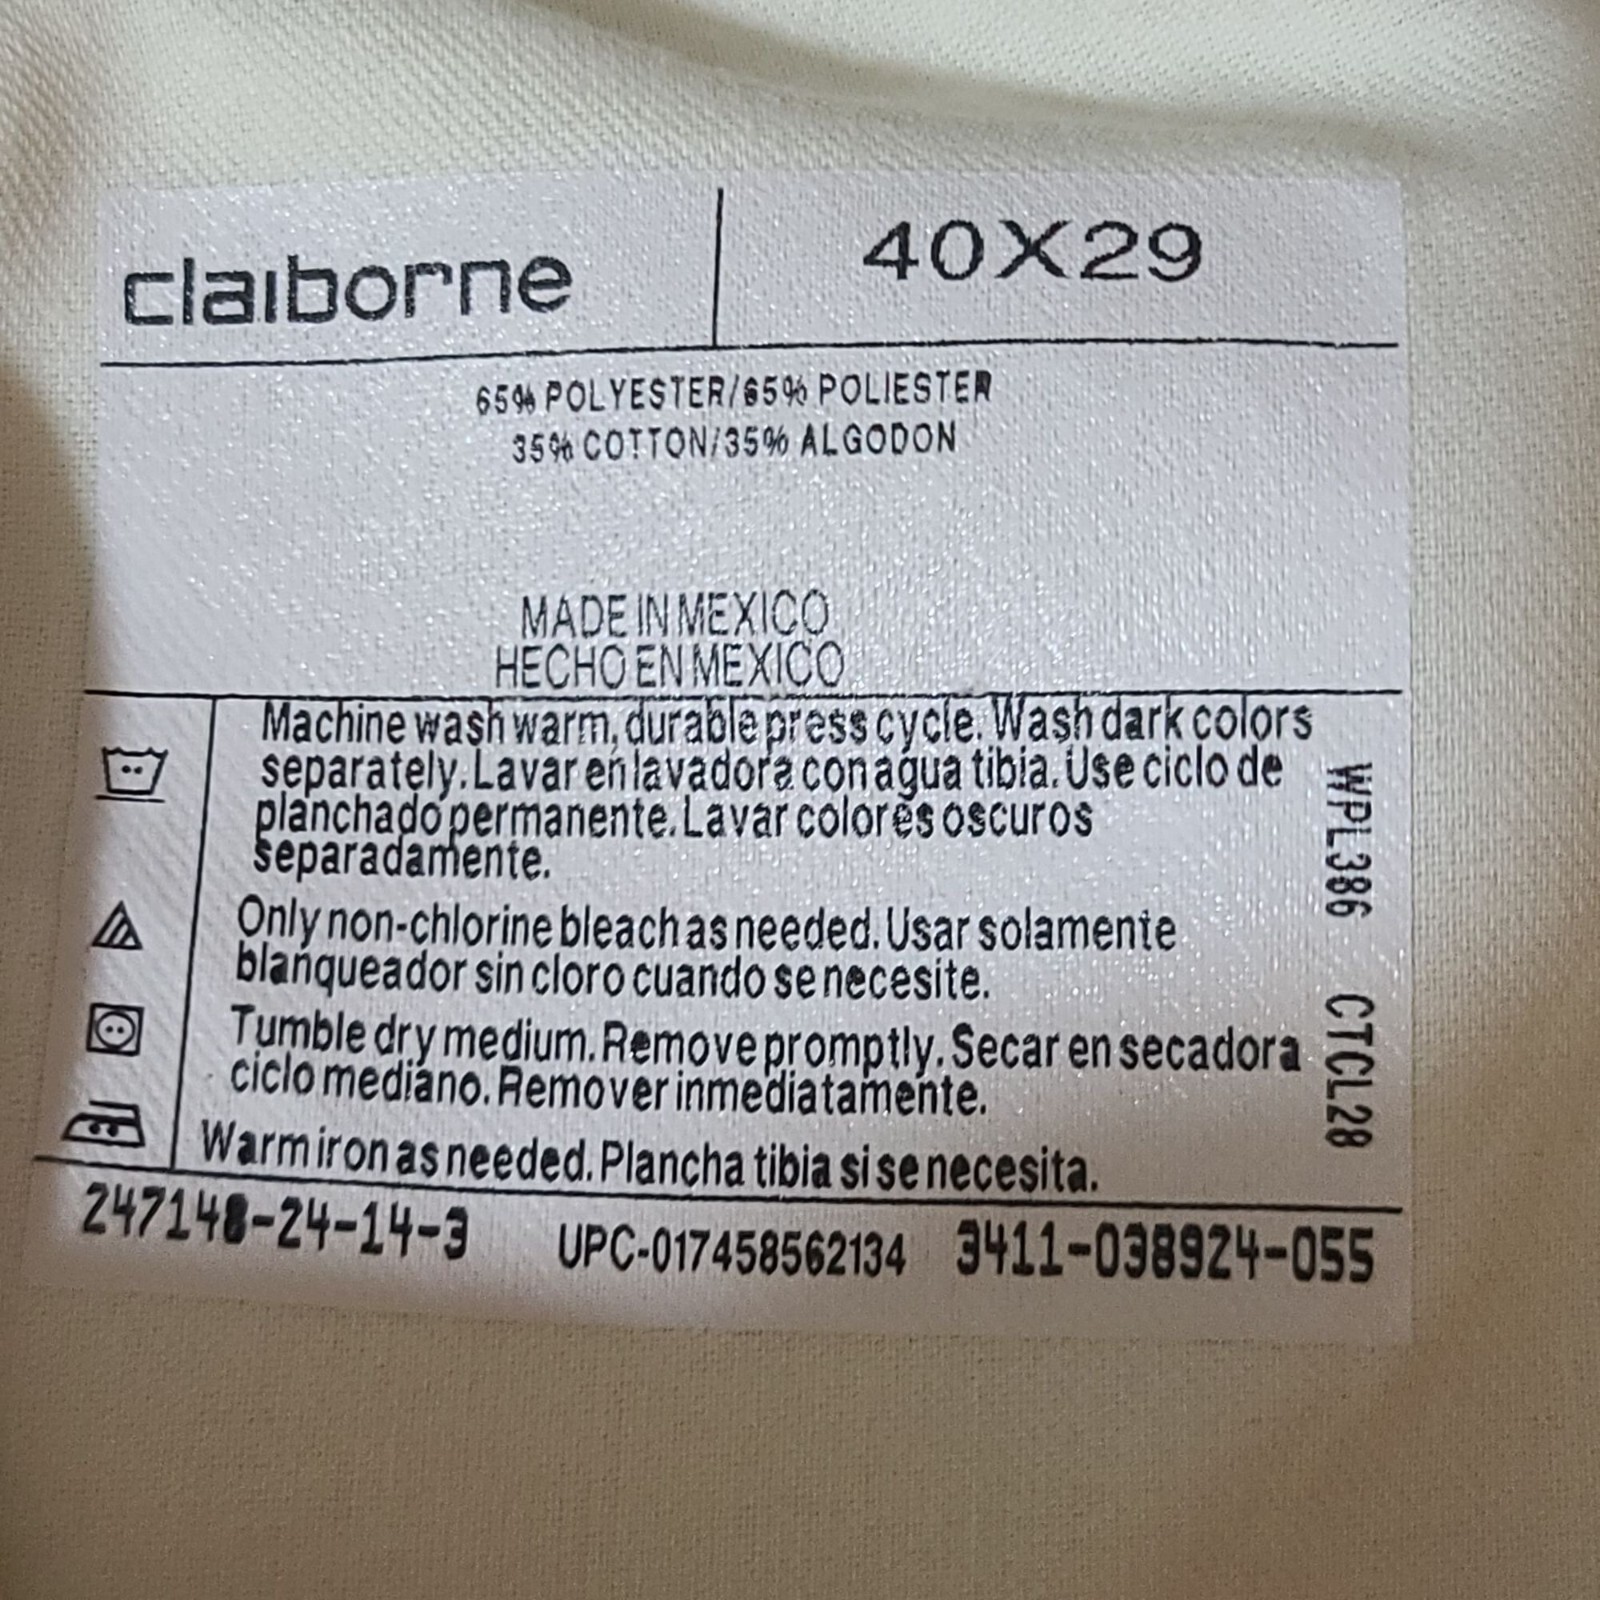 claiborne
40X29
65% POLYESTER/65% POLIESTER
35% COTTON/35% ALGODON
MADE IN MEXICO
HECHO EN MEXICO
Machine wash warm, durable press cycle. Wash dark colors
separately. Lavar en lavadora con agua tibia. Use ciclo de
planchado permanente. Lavar colores oscuros
separadamente.
Only non-chlorine bleach as needed. Usar solamente
blanqueador sin cloro cuando se necesite.
Tumble dry medium. Remove promptly. Secar en secadora
ciclo mediano. Remover inmediatamente.
Warm iron as needed. Plancha tibia si se necesita.
WPL386 CTCL28
247148-24-14-3
UPC-017458562134
3411-038924-055